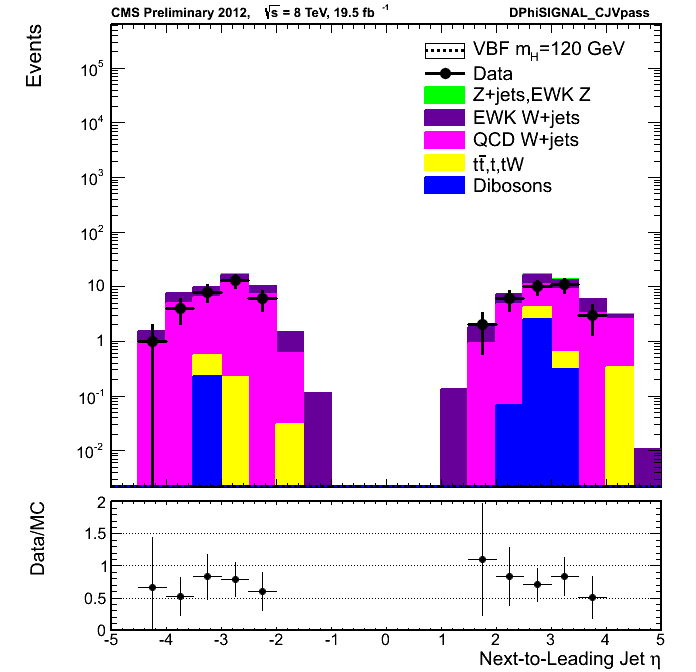 CMS Preliminary 2012, √s = 8 TeV, 19.5 fb⁻¹ DPhiSIGNAL_CJVpass
Events
10⁵
10⁴
10³
10²
10
1
10⁻¹
10⁻²
VBF m_H=120 GeV
Data
Z+jets,EWK Z
EWK W+jets
QCD W+jets
tt̄,t,tW
Dibosons
Data/MC
2
1.5
1
0.5
0
-5 -4 -3 -2 -1 0 1 2 3 4 5
Next-to-Leading Jet η